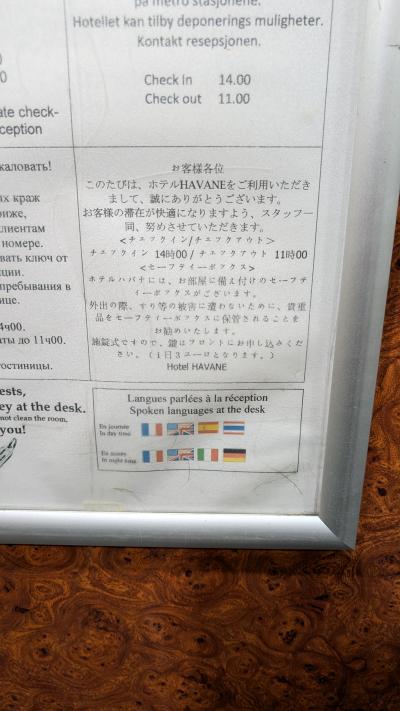 på metro stasjonene.
Hotellet kan tilby deponerings muligheter.
Kontakt resepsjonen.
Check In 14.00
Check out 11.00
0
0
ate check-
ception
каловать!
их краж
риже,
клиентам
номере.
вать ключ от
ции.
пребывания в
ице.
4ч00.
аты до 11ч00.
гостиницы.
お客様各位
このたびは、ホテルHAVANEをご利用いただき
まして、誠にありがとうございます。
お客様の滞在が快適になりますよう、スタッフ一
同、努めさせていただきます。
<チェックイン/チェックアウト>
チェックイン 14時00 / チェックアウト 11時00
<セーフティーボックス>
ホテルハバナには、お部屋に備え付けのセーフテ
ィーボックスがございます。
外出の際、すり等の被害に遭わないために、貴重
品をセーフティーボックスに保管されることを
お勧めいたします。
施錠式ですので、鍵はフロントにお申し込みくだ
さい。(1日3ユーロとなります。)
Hotel HAVANE
ests,
ey at the desk.
not clean the room,
you!
Langues parlées à la réception
Spoken languages at the desk
En journée
In day time
En soirée
In night time